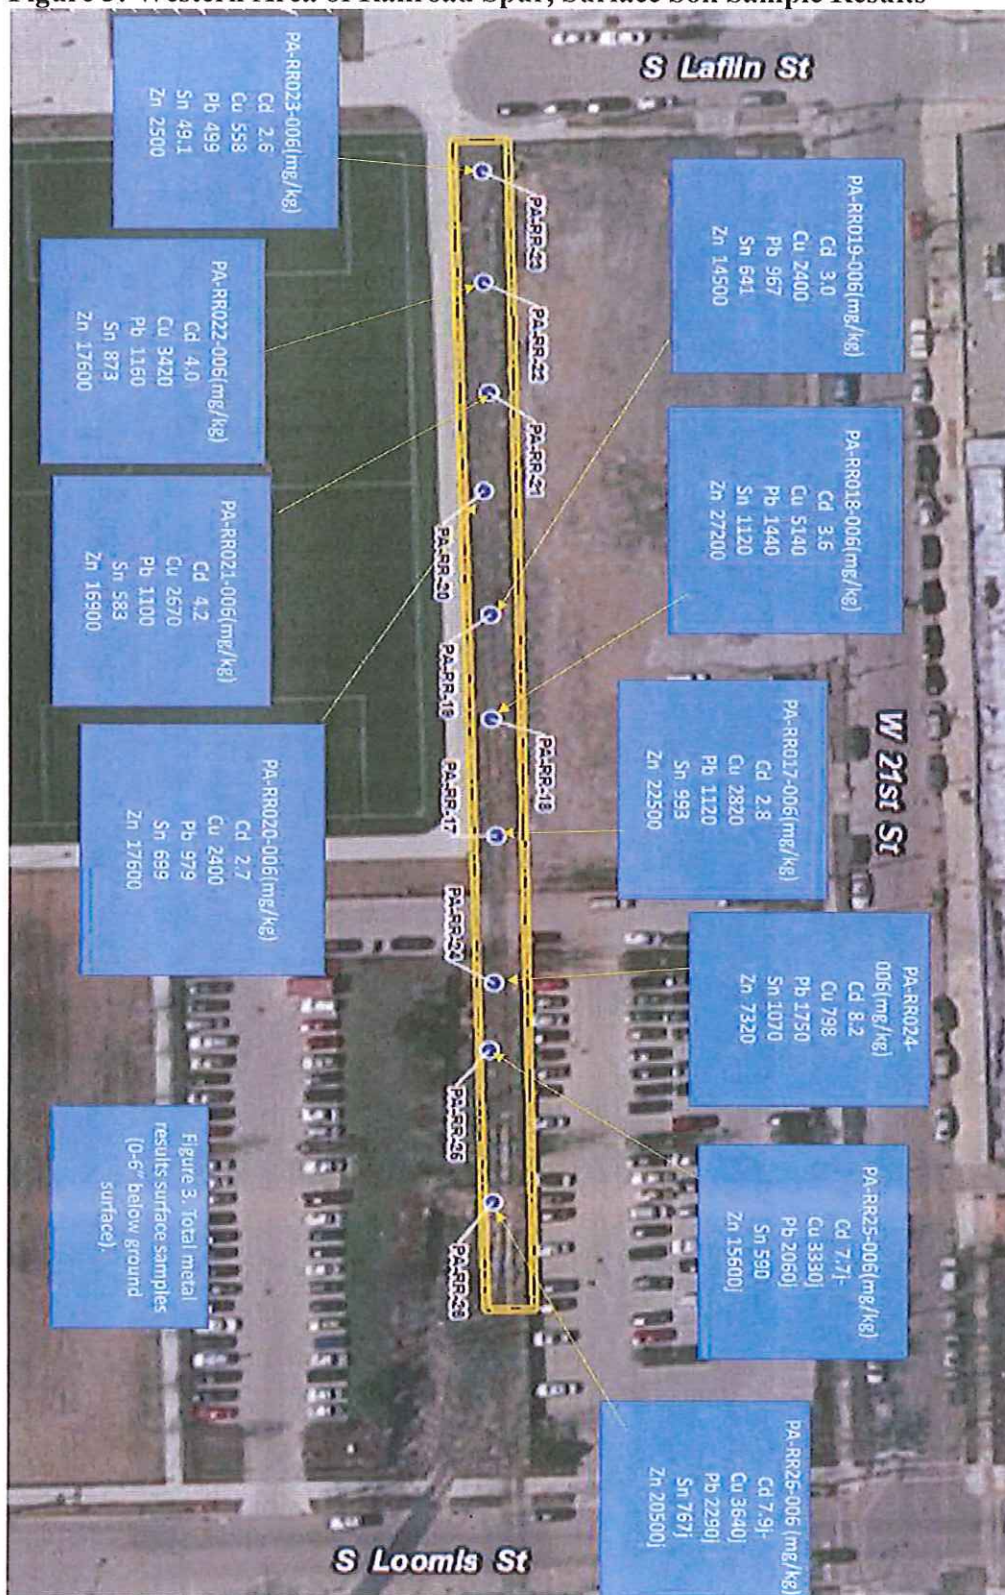 Figure 3: Western Area of Railroad Spur, Surface Soil Sample Results
S Laflin St
PA-RR023-006(mg/kg)
Cd 2.6
Cu 558
Pb 499
Sn 49.1
Zn 2500
PA-RR019-006(mg/kg)
Cd 3.0
Cu 2400
Pb 967
Sn 641
Zn 14500
PA-RR022-006(mg/kg)
Cd 4.0
Cu 3420
Pb 1160
Sn 873
Zn 17600
PA-RR018-006(mg/kg)
Cd 3.6
Cu 5140
Pb 1440
Sn 1120
Zn 27200
PA-RR021-006(mg/kg)
Cd 4.2
Cu 2670
Pb 1100
Sn 583
Zn 16900
W 21st St
PA-RR017-006(mg/kg)
Cd 2.8
Cu 2820
Pb 1120
Sn 993
Zn 22500
PA-RR020-006(mg/kg)
Cd 2.7
Cu 2400
Pb 979
Sn 699
Zn 17600
PA-RR024-
006(mg/kg)
Cd 8.2
Cu 798
Pb 1750
Sn 1070
Zn 7320
PA-RR25-006(mg/kg)
Cd 7.7j-
Cu 3330j
Pb 2060j
Sn 590
Zn 15600j
PA-RR26-006 (mg/kg)
Cd 7.9j-
Cu 3640j
Pb 2290j
Sn 767j
Zn 20500j
PA-RR-23
PA-RR-22
PA-RR-21
PA-RR-20
PA-RR-19
PA-RR-18
PA-RR-17
PA-RR-24
PA-RR-25
PA-RR-26
Figure 3. Total metal
results surface samples
(0-6" below ground
surface).
S Loomis St